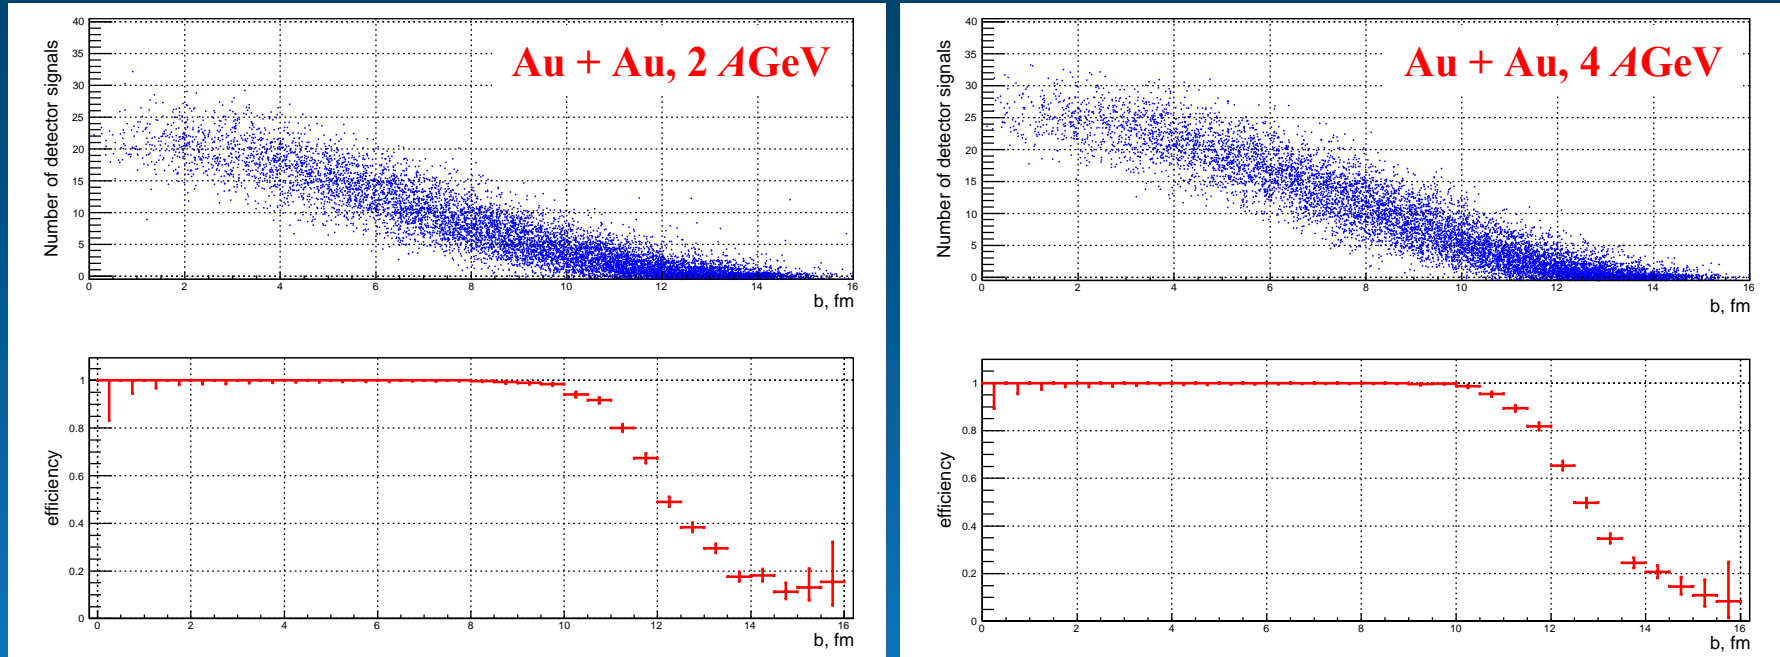 Au + Au, 2 AGeV
Number of detector signals
40
35
30
25
20
15
10
5
0
0 2 4 6 8 10 12 14 16
b, fm
efficiency
1
0.8
0.6
0.4
0.2
0
0 2 4 6 8 10 12 14 16
b, fm
Au + Au, 4 AGeV
Number of detector signals
40
35
30
25
20
15
10
5
0
0 2 4 6 8 10 12 14 16
b, fm
efficiency
1
0.8
0.6
0.4
0.2
0
0 2 4 6 8 10 12 14 16
b, fm